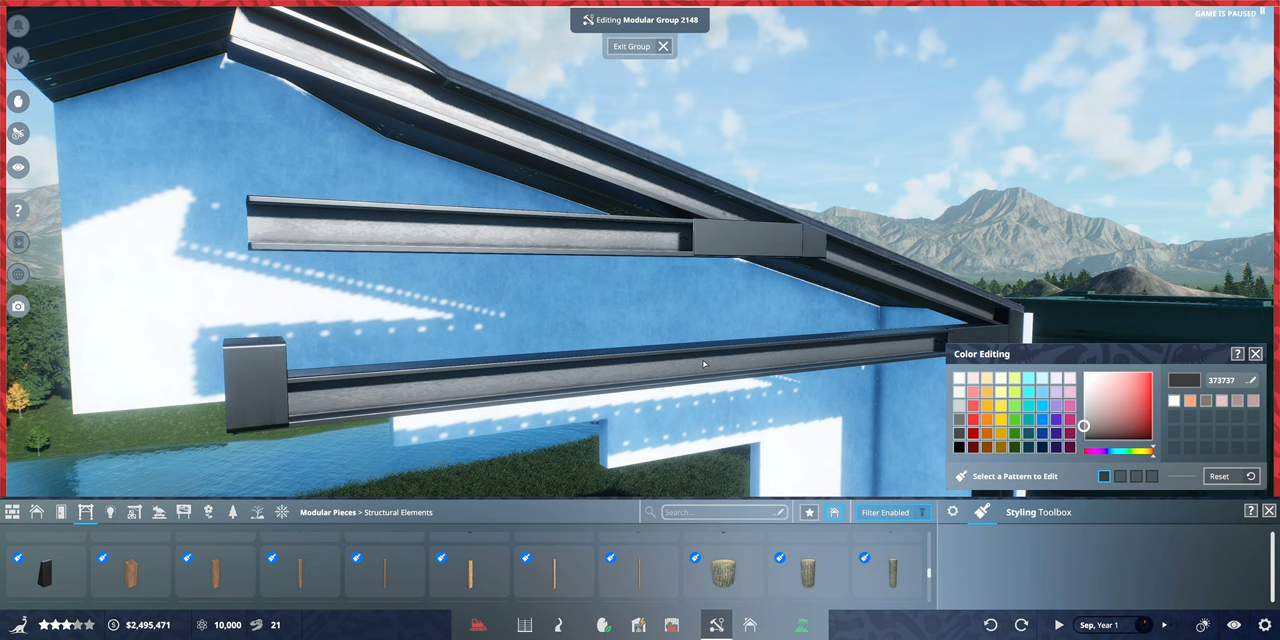 Editing Modular Group 2148
Exit Group
GAME IS PAUSED
?
Color Editing
?
373737
Select a Pattern to Edit
Reset
Modular Pieces > Structural Elements
Search...
Filter Enabled
Styling Toolbox
?
$2,495,471
10,000
21
Sep, Year 1